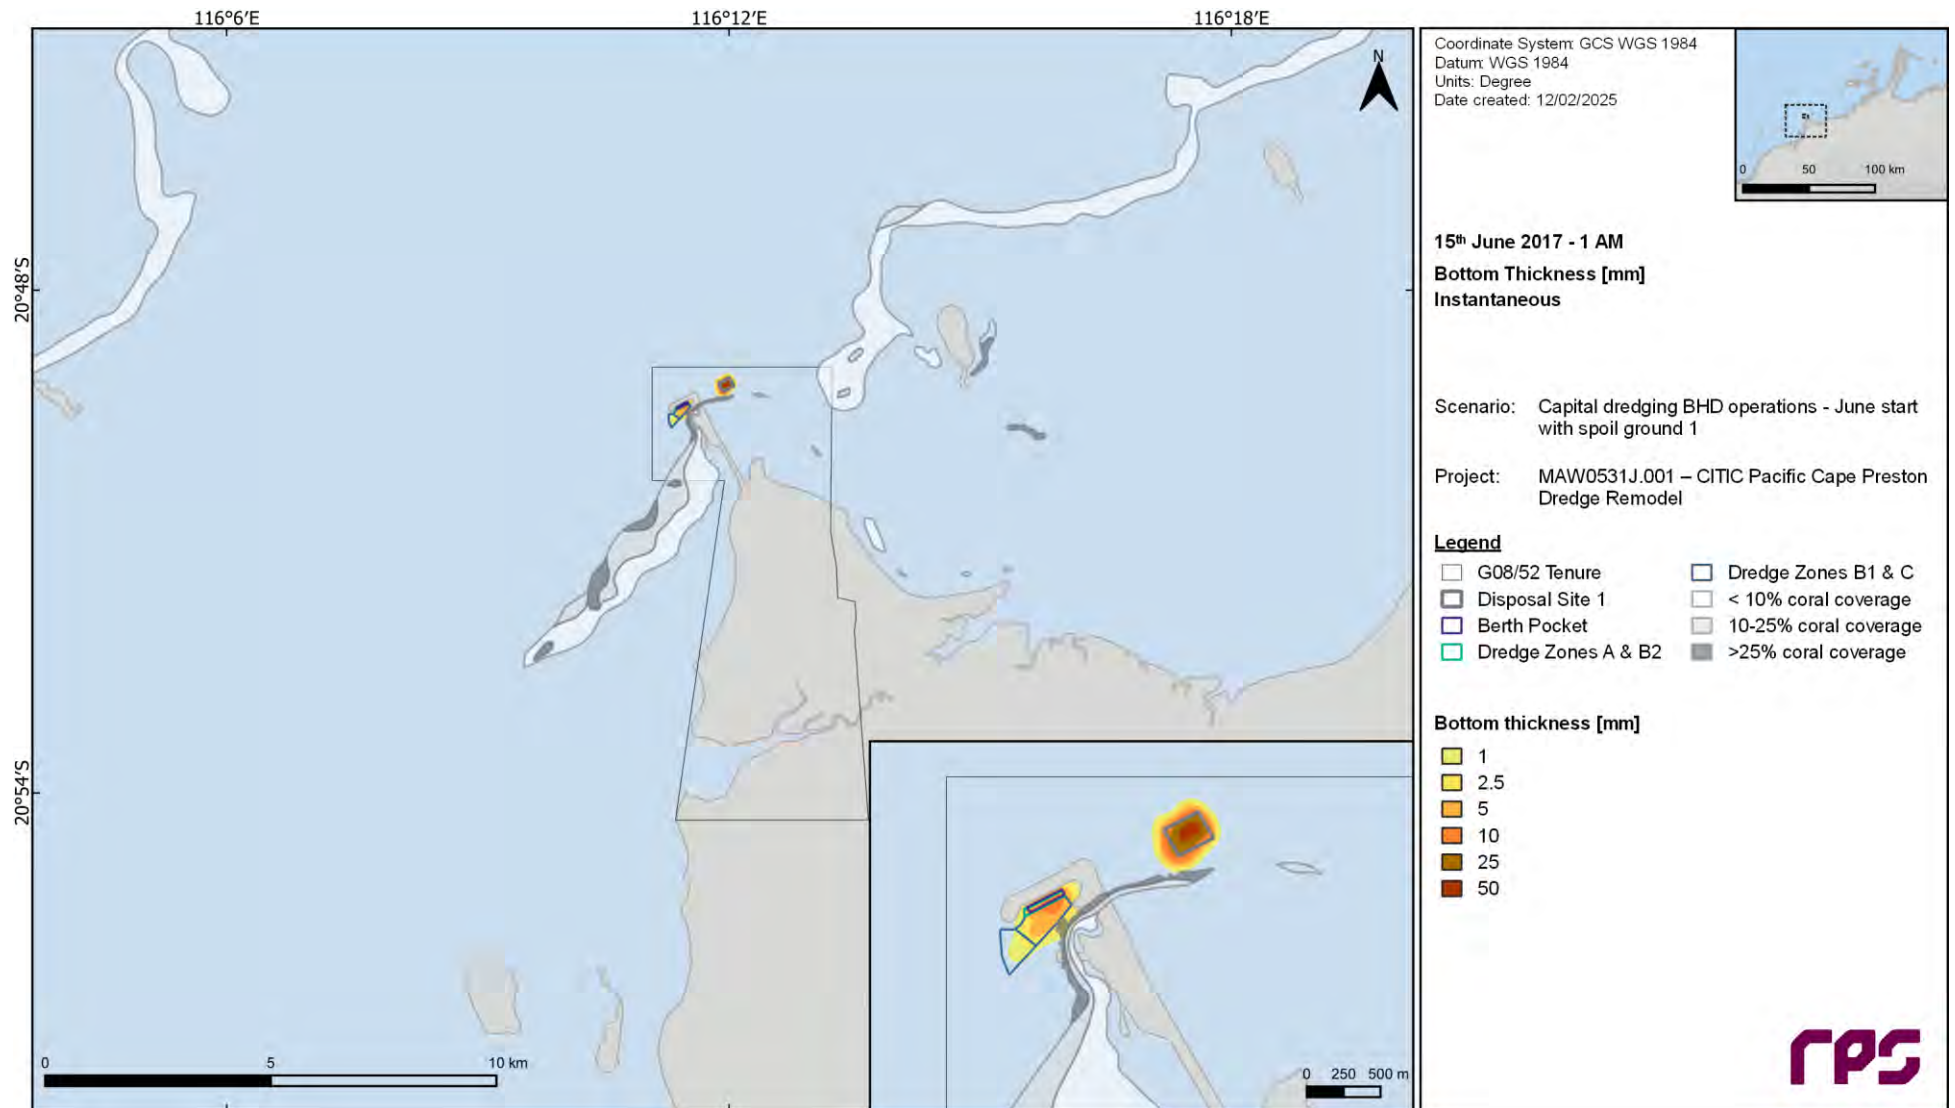 116°6'E
116°12'E
116°18'E
20°48'S
20°54'S
N
0 5 10 km
0 250 500 m
Coordinate System: GCS WGS 1984
Datum: WGS 1984
Units: Degree
Date created: 12/02/2025
0 50 100 km
15th June 2017 - 1 AM
Bottom Thickness [mm]
Instantaneous
Scenario: Capital dredging BHD operations - June start
with spoil ground 1
Project: MAW0531J.001 – CITIC Pacific Cape Preston
Dredge Remodel
Legend
G08/52 Tenure
Disposal Site 1
Berth Pocket
Dredge Zones A & B2
Dredge Zones B1 & C
< 10% coral coverage
10-25% coral coverage
>25% coral coverage
Bottom thickness [mm]
1
2.5
5
10
25
50
rps